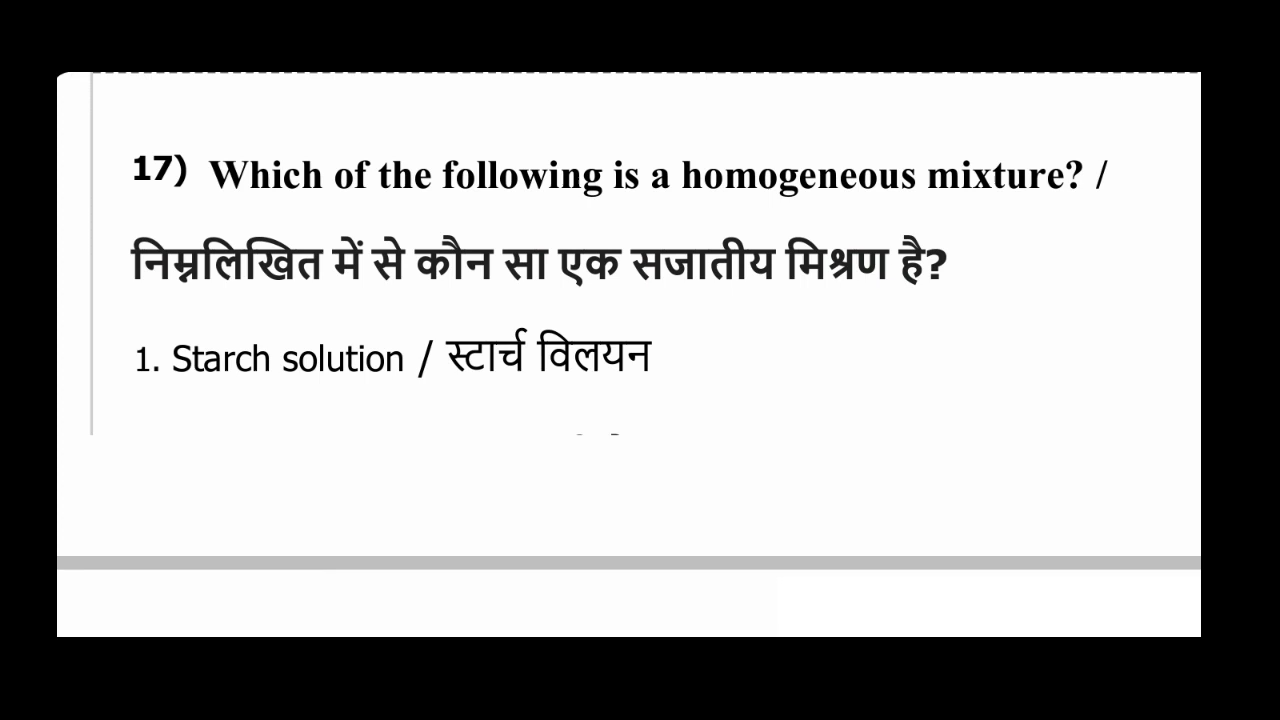 17) Which of the following is a homogeneous mixture? /
निम्नलिखित में से कौन सा एक सजातीय मिश्रण है?
1. Starch solution / स्टार्च विलयन